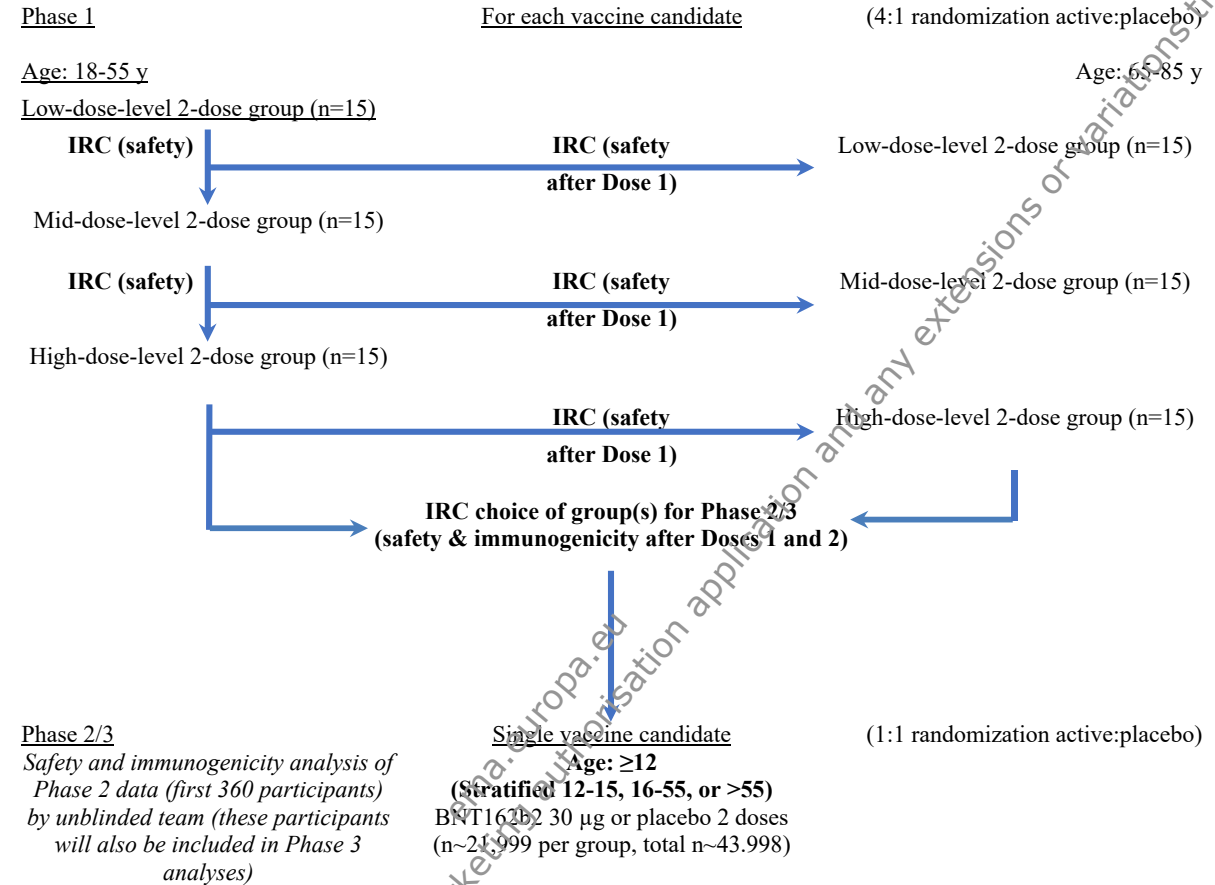 Phase 1 For each vaccine candidate (4:1 randomization active:placebo)
Age: 18-55 y Age: 65-85 y
Low-dose-level 2-dose group (n=15)
IRC (safety) IRC (safety Low-dose-level 2-dose group (n=15)
after Dose 1)
Mid-dose-level 2-dose group (n=15)
IRC (safety) IRC (safety Mid-dose-level 2-dose group (n=15)
after Dose 1)
High-dose-level 2-dose group (n=15)
IRC (safety High-dose-level 2-dose group (n=15)
after Dose 1)
IRC choice of group(s) for Phase 2/3
(safety & immunogenicity after Doses 1 and 2)
Phase 2/3 Single vaccine candidate (1:1 randomization active:placebo)
Safety and immunogenicity analysis of Age: ≥12
Phase 2 data (first 360 participants) (Stratified 12-15, 16-55, or >55)
by unblinded team (these participants BNT162b2 30 µg or placebo 2 doses
will also be included in Phase 3 (n~21,999 per group, total n~43.998)
analyses)
ema.europa.eu
authorisation application and any extensions or variations